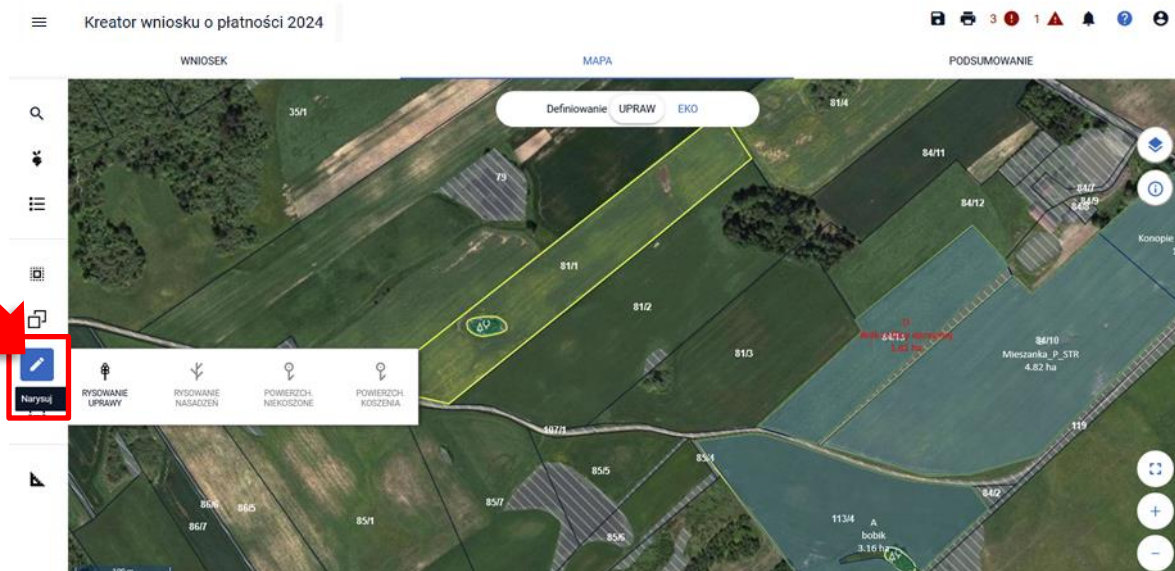 Kreator wniosku o płatności 2024
3
1
WNIOSEK
MAPA
PODSUMOWANIE
Definiowanie UPRAW EKO
35/1
81/4
79
84/11
84/7
84/9
84/12
Konopie
81/1
81/2
81/3
84/10
Mieszanka_P_STR
4.82 ha
Narysuj
RYSOWANIE
UPRAWY
RYSOWANIE
NASADZEŃ
POWIERZCH.
NIEKOSZONE
POWIERZCH.
KOSZENIA
107/1
119
85/4
85/5
85/7
84/2
86/6
86/5
86/7
85/1
85/6
113/4
A
bobik
3.16 ha